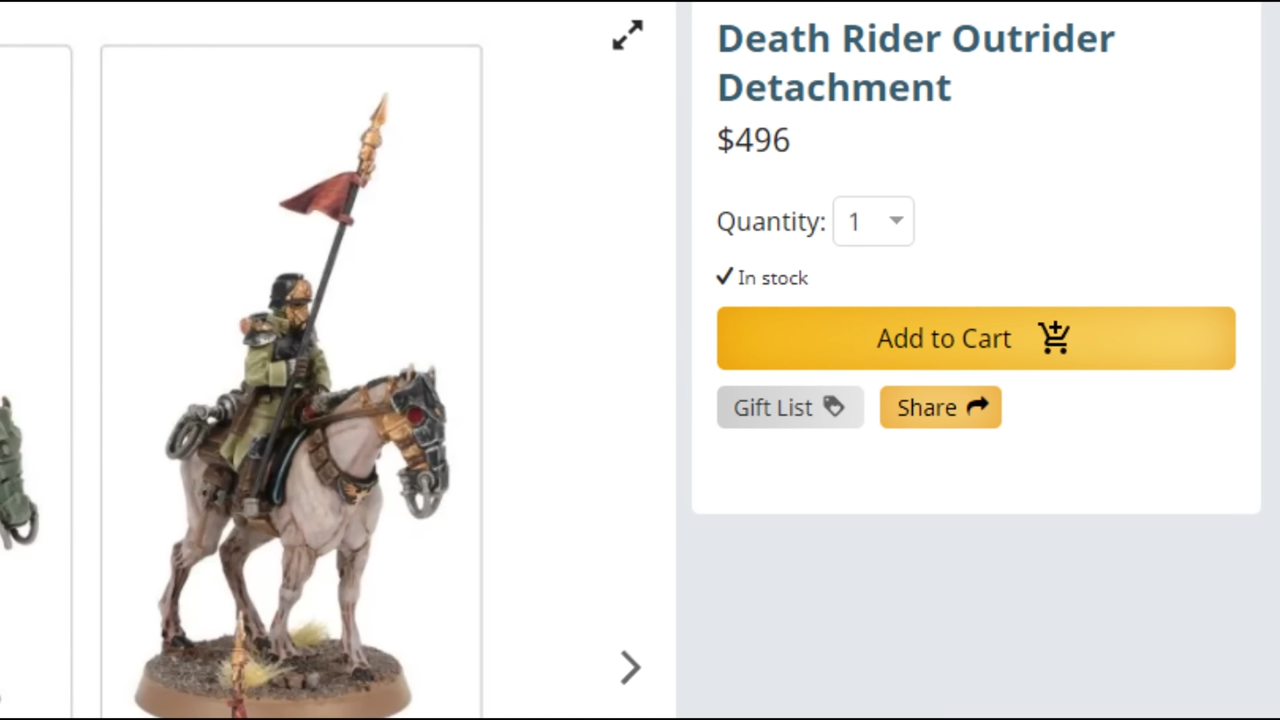 Death Rider Outrider
Detachment
$496
Quantity: 1
In stock
Add to Cart
Gift List
Share